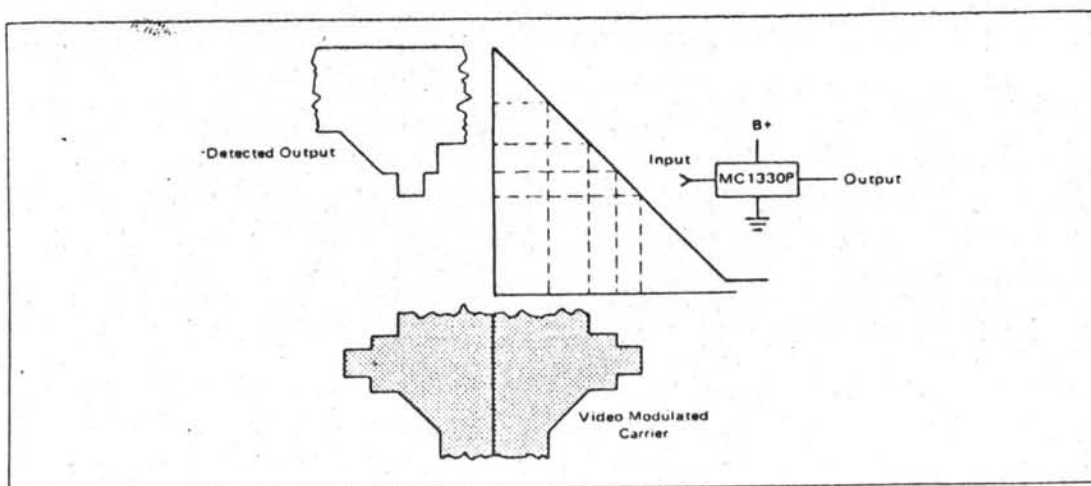 Detected Output
B+
Input
MC1330P
Output
Video Modulated
Carrier